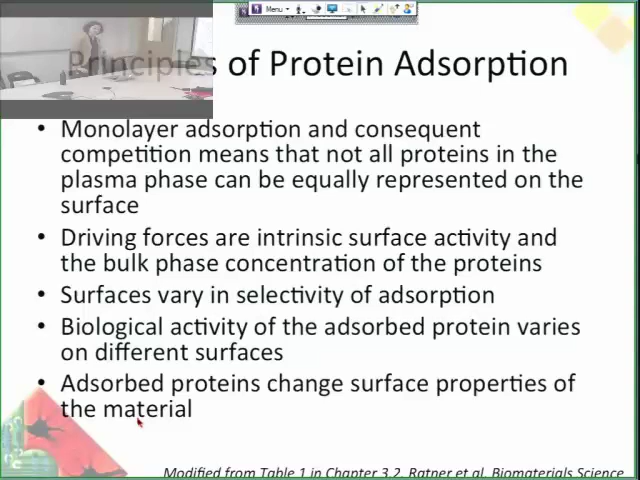 Menu
Principles of Protein Adsorption
• Monolayer adsorption and consequent
competition means that not all proteins in the
plasma phase can be equally represented on the
surface
• Driving forces are intrinsic surface activity and
the bulk phase concentration of the proteins
• Surfaces vary in selectivity of adsorption
• Biological activity of the adsorbed protein varies
on different surfaces
• Adsorbed proteins change surface properties of
the material
Modified from Table 1 in Chapter 3.2, Ratner et al. Biomaterials Science